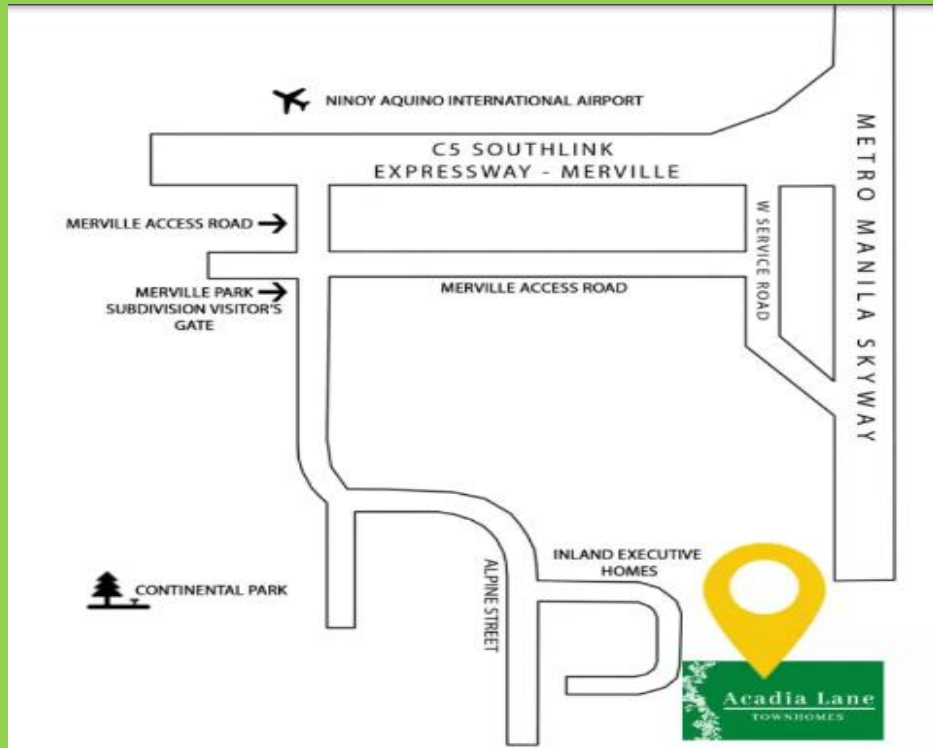 NINOY AQUINO INTERNATIONAL AIRPORT
C5 SOUTHLINK
EXPRESSWAY - MERVILLE
METRO MANILA SKYWAY
MERVILLE ACCESS ROAD
W SERVICE ROAD
MERVILLE PARK
SUBDIVISION VISITOR'S
GATE
MERVILLE ACCESS ROAD
INLAND EXECUTIVE
HOMES
ALPINE STREET
CONTINENTAL PARK
Acadia Lane
TOWNHOMES